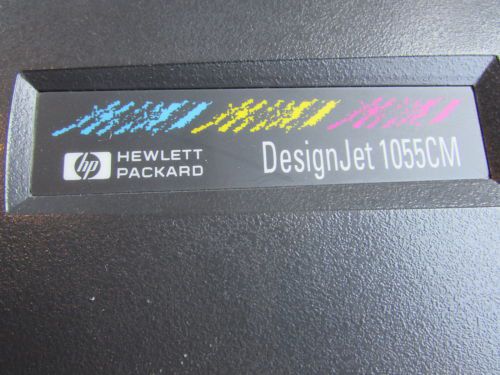 hp HEWLETT
PACKARD
DesignJet 1055CM